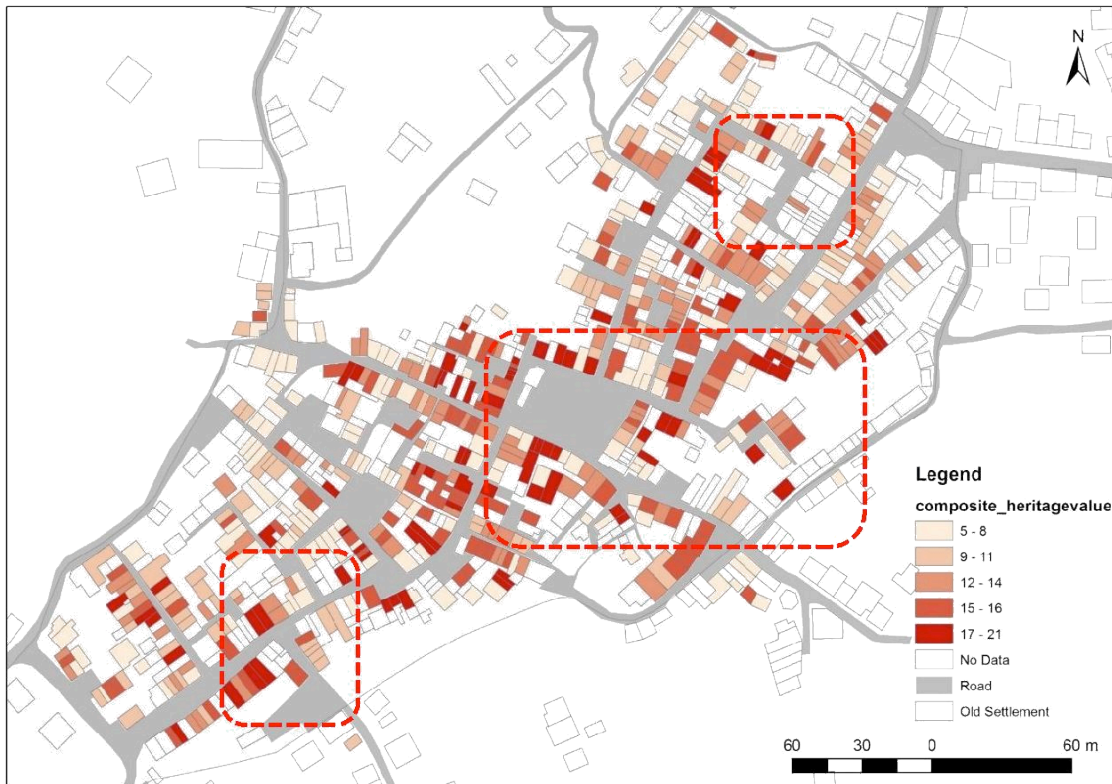 N
Legend
composite_heritagevalue
5 - 8
9 - 11
12 - 14
15 - 16
17 - 21
No Data
Road
Old Settlement
60 30 0 60 m